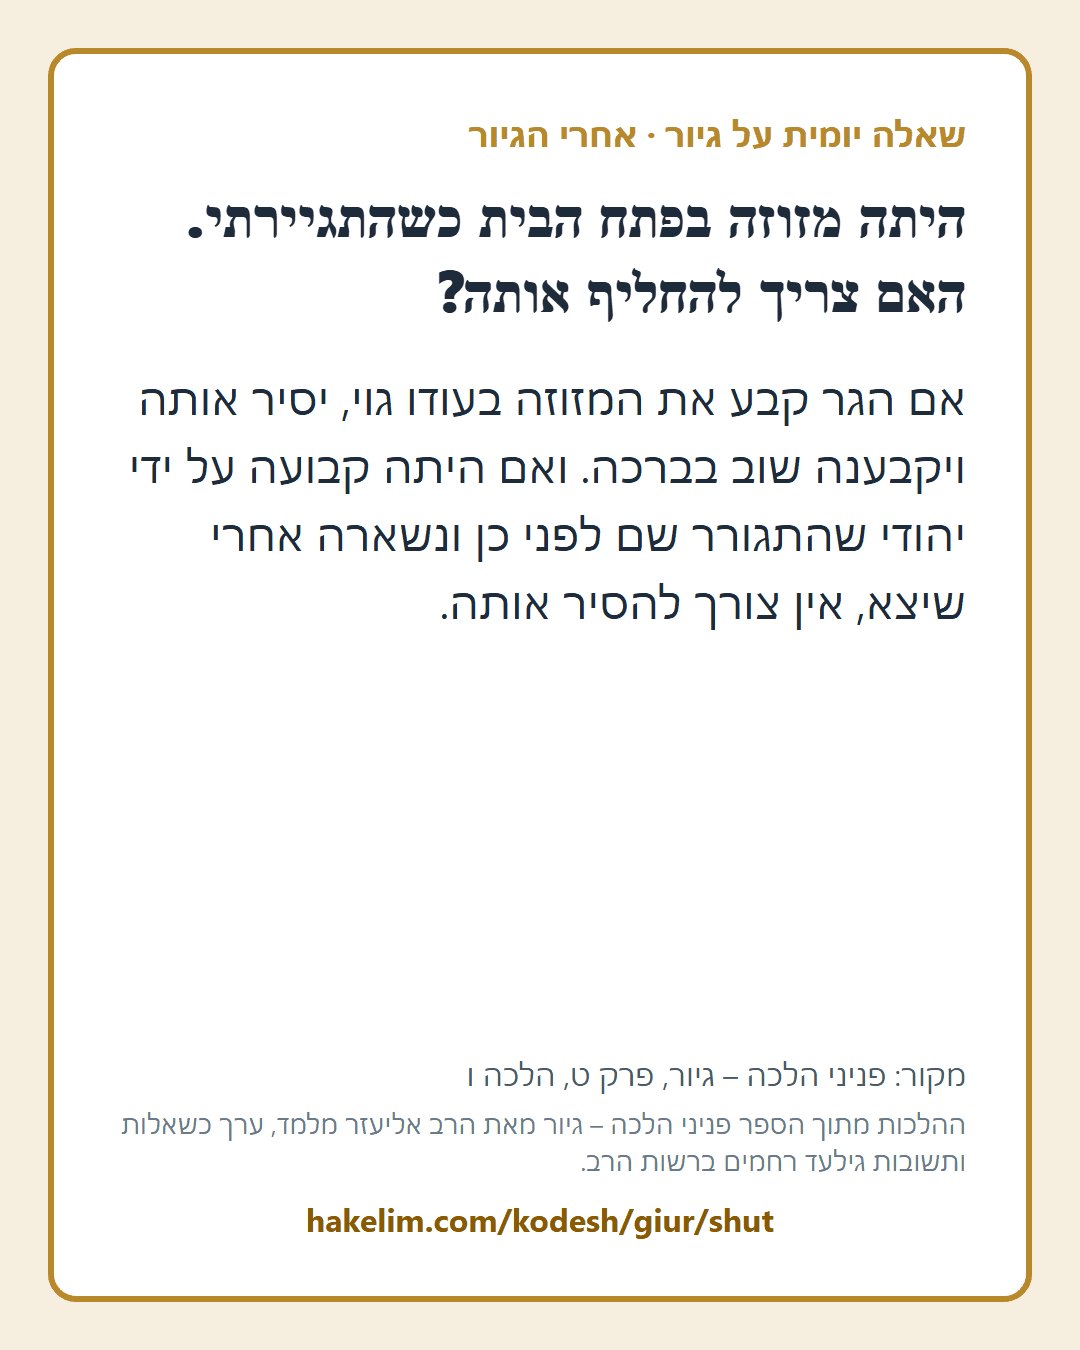 שאלה יומית על גיור · אחרי הגיור
היתה מזוזה בפתח הבית כשהתגיירתי.
האם צריך להחליף אותה?
אם הגר קבע את המזוזה בעודו גוי, יסיר אותה
ויקבענה שוב בברכה. ואם היתה קבועה על ידי
יהודי שהתגורר שם לפני כן ונשארה אחרי
שיצא, אין צורך להסיר אותה.
מקור: פניני הלכה – גיור, פרק ט, הלכה ו
ההלכות מתוך הספר פניני הלכה – גיור מאת הרב אליעזר מלמד, ערך כשאלות
ותשובות גילעד רחמים ברשות הרב.
hakelim.com/kodesh/giur/shut